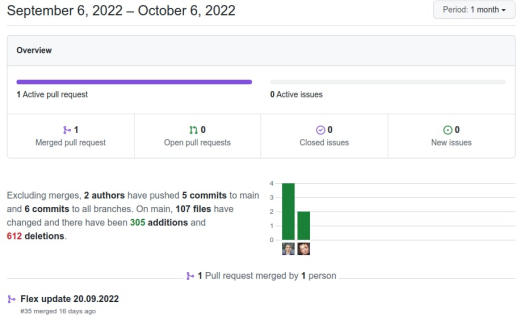 September 6, 2022 – October 6, 2022
Period: 1 month
Overview
1 Active pull request
0 Active issues
1
Merged pull request
0
Open pull requests
0
Closed issues
0
New issues
Excluding merges, 2 authors have pushed 5 commits to main
and 6 commits to all branches. On main, 107 files have
changed and there have been 305 additions and
612 deletions.
4
3
2
1
0
1 Pull request merged by 1 person
Flex update 20.09.2022
#35 merged 16 days ago